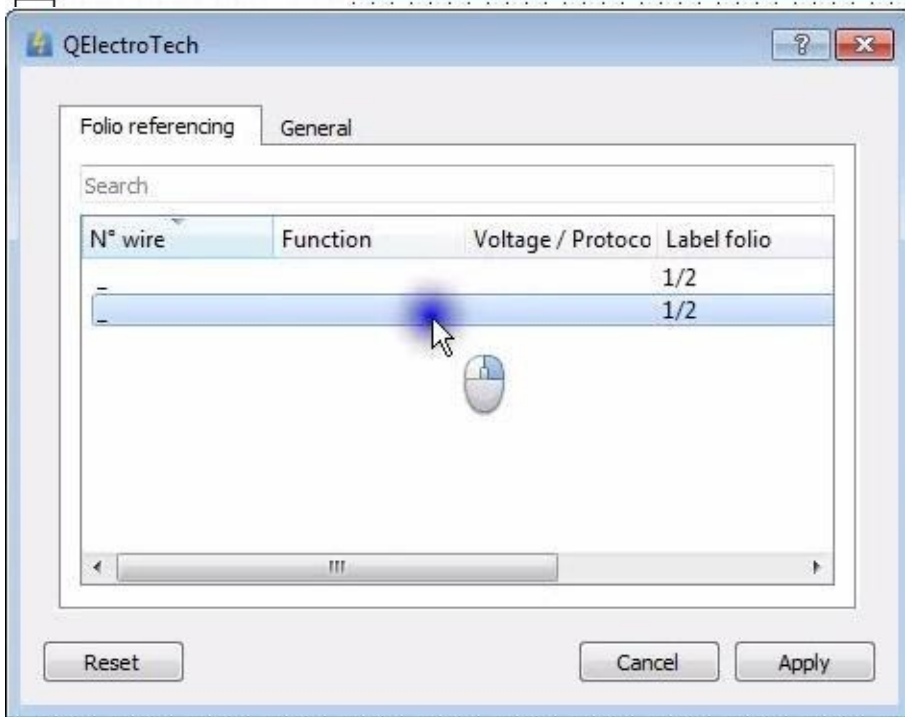 QElectroTech
Folio referencing General
Search
N° wire Function Voltage / Protoco Label folio
_ 1/2
_ 1/2
Reset Cancel Apply